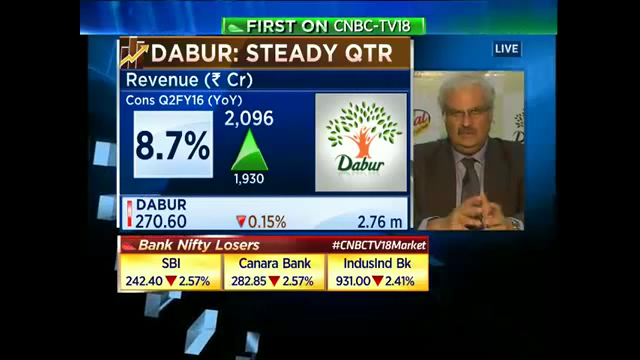 FIRST ON CNBC-TV18
DABUR: STEADY QTR
LIVE
Revenue (₹ Cr)
Cons Q2FY16 (YoY)
8.7%
2,096
1,930
Dabur
DABUR
270.60 0.15% 2.76 m
Bank Nifty Losers #CNBCTV18Market
SBI Canara Bank IndusInd Bk
242.40 2.57% 282.85 2.57% 931.00 2.41%